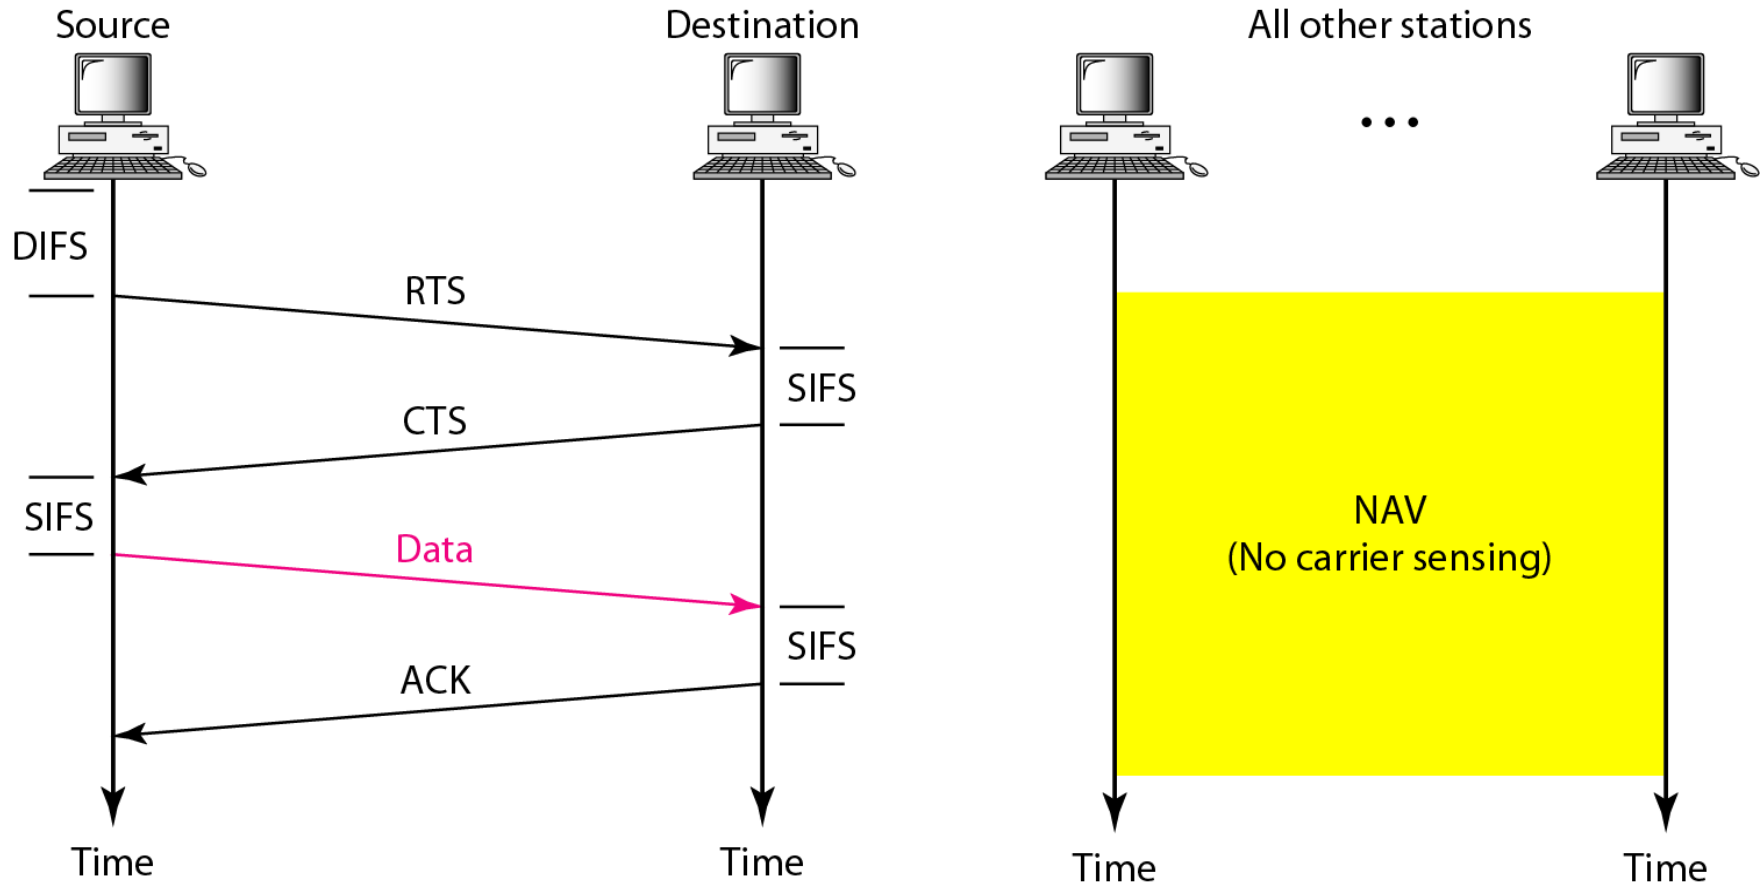 Source
Destination
All other stations
DIFS
RTS
SIFS
CTS
SIFS
Data
SIFS
ACK
NAV
(No carrier sensing)
Time
Time
Time
Time